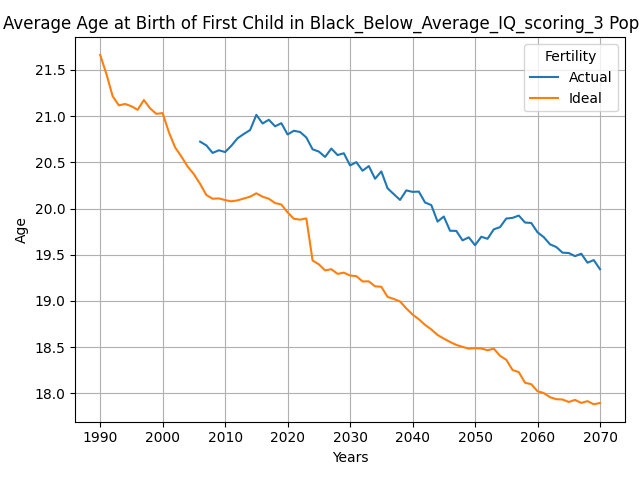 Average Age at Birth of First Child in Black_Below_Average_IQ_scoring_3 Pop
Fertility
Actual
Ideal
21.5
21.0
20.5
20.0
19.5
19.0
18.5
18.0
Age
1990 2000 2010 2020 2030 2040 2050 2060 2070
Years